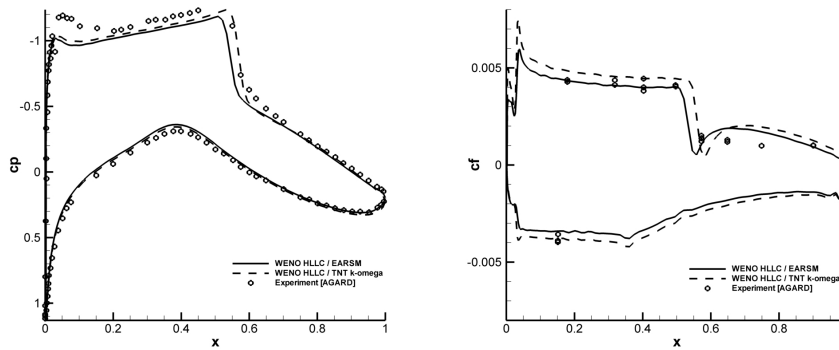 -1
-0.5
0
0.5
1
cp
0 0.2 0.4 0.6 0.8 1
x
WENO HLLC / EARSM
WENO HLLC / TNT k-omega
Experiment [AGARD]
0.005
0
-0.005
cf
0 0.2 0.4 0.6 0.8
x
WENO HLLC / EARSM
WENO HLLC / TNT k-omega
Experiment [AGARD]